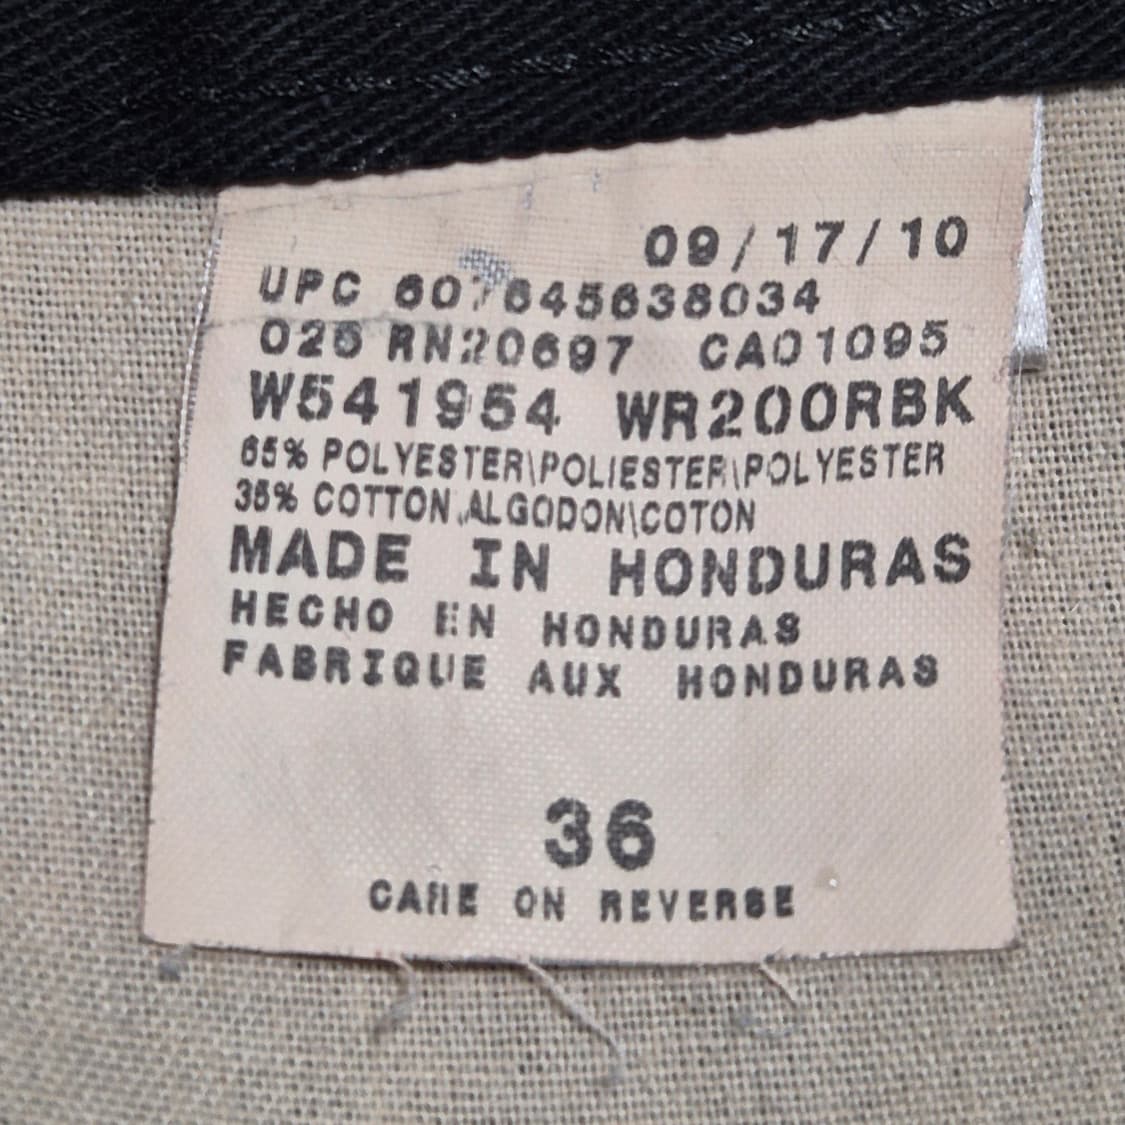 09/17/10
UPC 607645638034
026 RN20697 CA01095
W541954 WR200RBK
65% POLYESTER\POLIESTER\POLYESTER
35% COTTON\ALGODON\COTON
MADE IN HONDURAS
HECHO EN HONDURAS
FABRIQUE AUX HONDURAS
36
CARE ON REVERSE